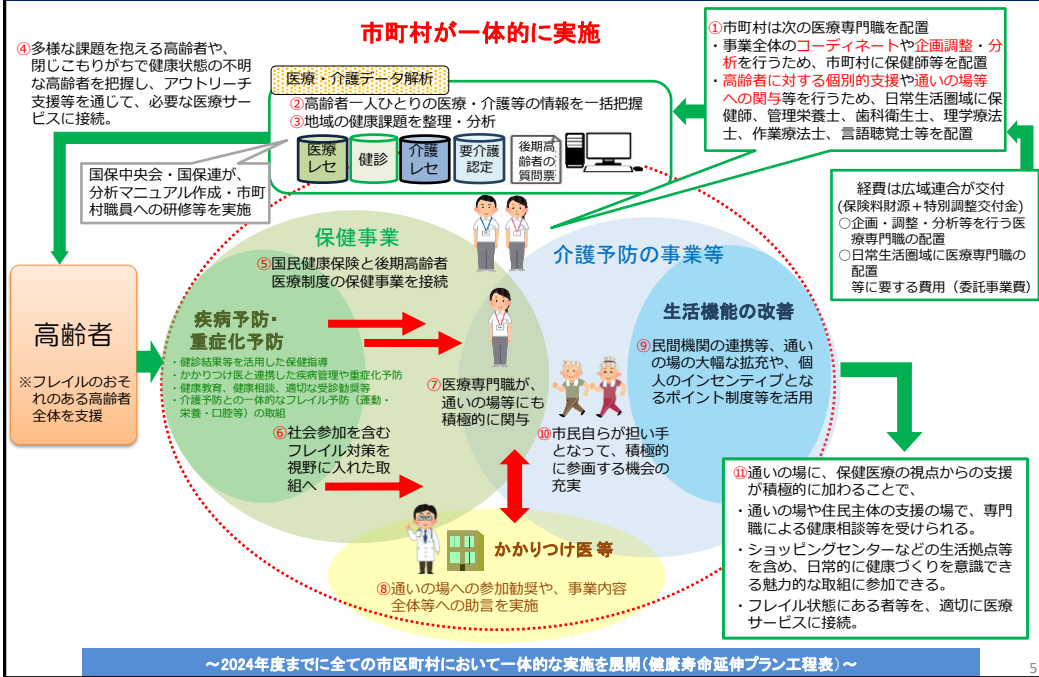 市町村が一体的に実施
①市町村は次の医療専門職を配置
・事業全体のコーディネートや企画調整・分
析を行うため、市町村に保健師等を配置
・高齢者に対する個別的支援や通いの場等
への関与等を行うため、日常生活圏域に保
健師、管理栄養士、歯科衛生士、理学療法
士、作業療法士、言語聴覚士等を配置
④多様な課題を抱える高齢者や、
閉じこもりがちで健康状態の不明
な高齢者を把握し、アウトリーチ
支援等を通じて、必要な医療サー
ビスに接続。
医療・介護データ解析
②高齢者一人ひとりの医療・介護等の情報を一括把握
③地域の健康課題を整理・分析
医療
レセ
健診
介護
レセ
要介護
認定
後期高
齢者の
質問票
国保中央会・国保連が、
分析マニュアル作成・市町
村職員への研修等を実施
経費は広域連合が交付
(保険料財源+特別調整交付金)
○企画・調整・分析等を行う医
療専門職の配置
○日常生活圏域に医療専門職の
配置
等に要する費用（委託事業費）
保健事業
⑤国民健康保険と後期高齢者
医療制度の保健事業を接続
介護予防の事業等
高齢者
※フレイルのおそ
れのある高齢者
全体を支援
疾病予防・
重症化予防
・健診結果等を活用した保健指導
・かかりつけ医と連携した疾病管理や重症化予防
・健康教育、健康相談、適切な受診勧奨等
・介護予防との一体的なフレイル予防（運動・
栄養・口腔等）の取組
⑥社会参加を含む
フレイル対策を
視野に入れた取
組へ
⑦医療専門職が、
通いの場等にも
積極的に関与
生活機能の改善
⑨民間機関の連携等、通い
の場の大幅な拡充や、個
人のインセンティブとな
るポイント制度等を活用
⑩市民自らが担い手
となって、積極的
に参画する機会の
充実
かかりつけ医 等
⑧通いの場への参加勧奨や、事業内容
全体等への助言を実施
⑪通いの場に、保健医療の視点からの支援
が積極的に加わることで、
・通いの場や住民主体の支援の場で、専門
職による健康相談等を受けられる。
・ショッピングセンターなどの生活拠点等
を含め、日常的に健康づくりを意識でき
る魅力的な取組に参加できる。
・フレイル状態にある者等を、適切に医療
サービスに接続。
～2024年度までに全ての市区町村において一体的な実施を展開(健康寿命延伸プラン工程表)～
5